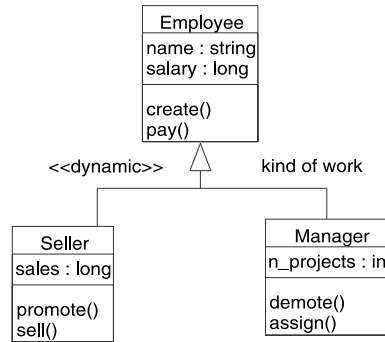 Employee
name : string
salary : long
create()
pay()
<<dynamic>>
kind of work
Seller
sales : long
promote()
sell()
Manager
n_projects : in
demote()
assign()